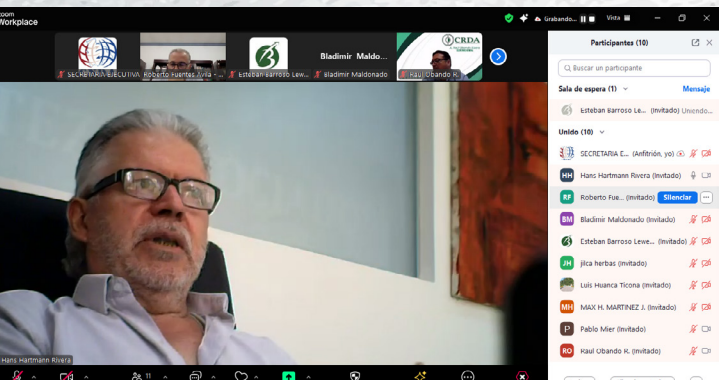 zoom
Workplace
Grabando...
Vista
CRDA
Bladimir Maldo...
SECRETARIA EJECUTIVA
Roberto Fuentes Avila - ...
Esteban Barroso Lew...
Bladimir Maldonado
Raul Obando R.
Hans Hartmann Rivera
11
Participantes (10)
Buscar un participante
Sala de espera (1)
Mensaje
Esteban Barroso Le... (Invitado) Uniendo...
Unido (10)
SECRETARIA E... (Anfitrión, yo)
HH Hans Hartmann Rivera (Invitado)
RF Roberto Fue... (Invitado) Silenciar
BM Bladimir Maldonado (Invitado)
Esteban Barroso Lewe... (Invitado)
JH jilca herbas (Invitado)
Luis Huanca Ticona (Invitado)
MH MAX H. MARTINEZ J. (Invitado)
P Pablo Mier (Invitado)
RO Raul Obando R. (Invitado)